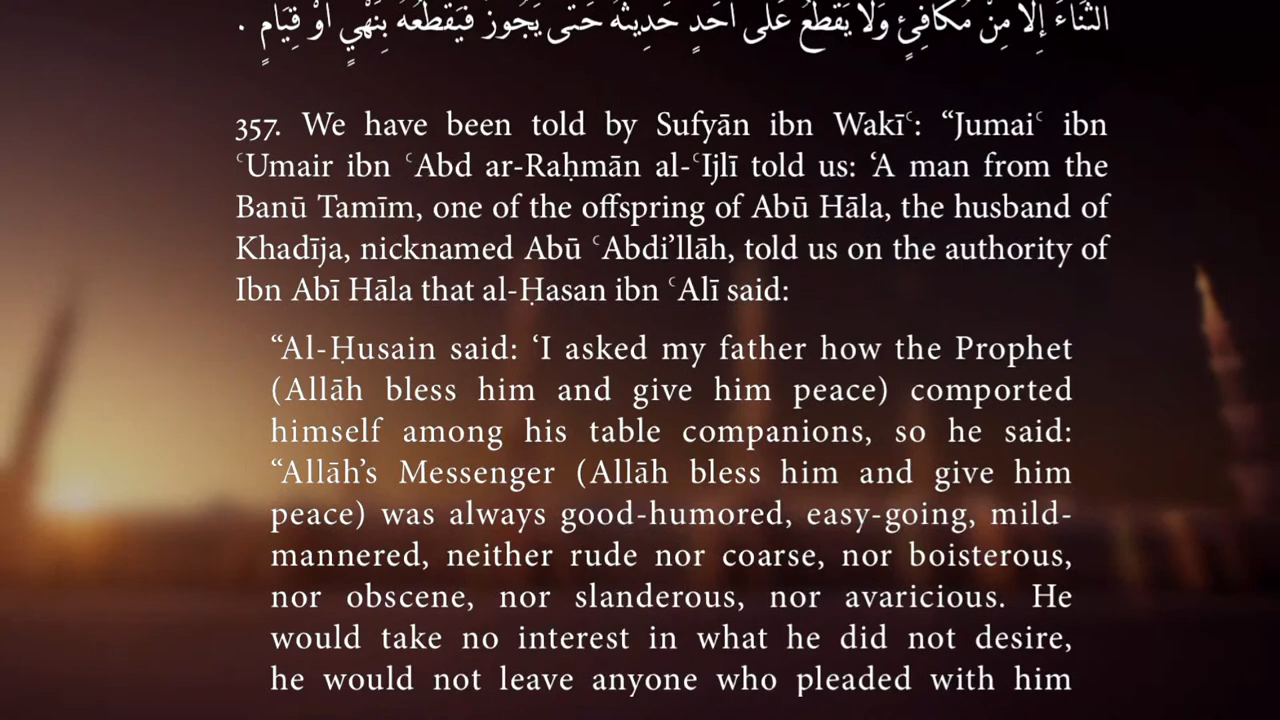 الثَّنَاءَ إِلَّا مِنْ مُكَافِئٍ وَلَا يَقْطَعُ عَلَى أَحَدٍ حَدِيثَهُ حَتَّى يَجُوزَ فَيَقْطَعُهُ بِنَهْيٍ أَوْ قِيَامٍ .
357. We have been told by Sufyān ibn Wakīʿ: “Jumaiʿ ibn
ʿUmair ibn ʿAbd ar-Raḥmān al-ʿIjlī told us: ‘A man from the
Banū Tamīm, one of the offspring of Abū Hāla, the husband of
Khadīja, nicknamed Abū ʿAbdi’llāh, told us on the authority of
Ibn Abī Hāla that al-Ḥasan ibn ʿAlī said:
“Al-Ḥusain said: ‘I asked my father how the Prophet
(Allāh bless him and give him peace) comported
himself among his table companions, so he said:
“Allāh’s Messenger (Allāh bless him and give him
peace) was always good-humored, easy-going, mild-
mannered, neither rude nor coarse, nor boisterous,
nor obscene, nor slanderous, nor avaricious. He
would take no interest in what he did not desire,
he would not leave anyone who pleaded with him